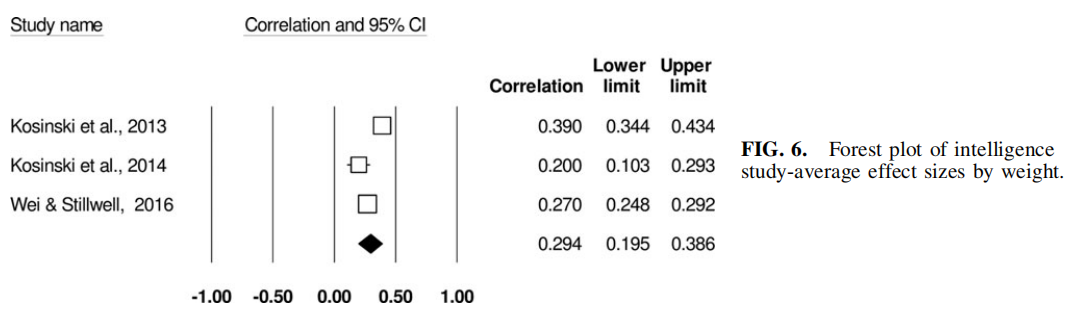 Study name Correlation and 95% CI
Lower Upper
Correlation limit limit
Kosinski et al., 2013 0.390 0.344 0.434
Kosinski et al., 2014 0.200 0.103 0.293
Wei & Stillwell, 2016 0.270 0.248 0.292
0.294 0.195 0.386
-1.00 -0.50 0.00 0.50 1.00
FIG. 6. Forest plot of intelligence
study-average effect sizes by weight.